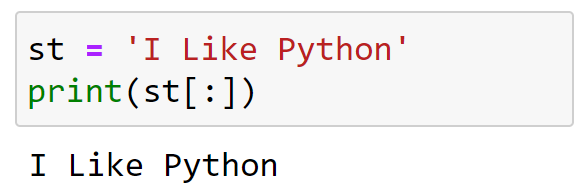 st = 'I Like Python'
print(st[:])
I Like Python